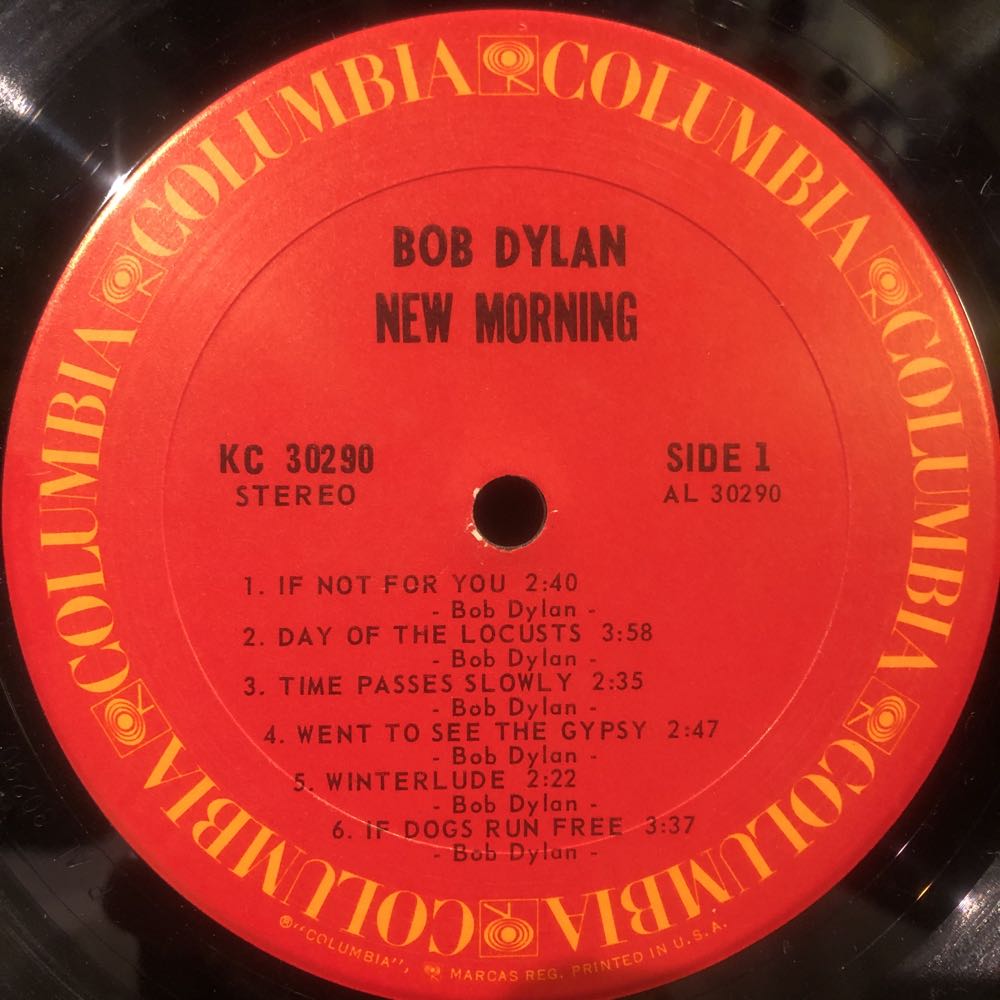 COLUMBIA COLUMBIA COLUMBIA COLUMBIA COLUMBIA COLUMBIA
BOB DYLAN
NEW MORNING
KC 30290
STEREO
SIDE 1
AL 30290
1. IF NOT FOR YOU 2:40
- Bob Dylan -
2. DAY OF THE LOCUSTS 3:58
- Bob Dylan -
3. TIME PASSES SLOWLY 2:35
- Bob Dylan -
4. WENT TO SEE THE GYPSY 2:47
- Bob Dylan -
5. WINTERLUDE 2:22
- Bob Dylan -
6. IF DOGS RUN FREE 3:37
- Bob Dylan -
®"COLUMBIA", MARCAS REG. PRINTED IN U.S.A.